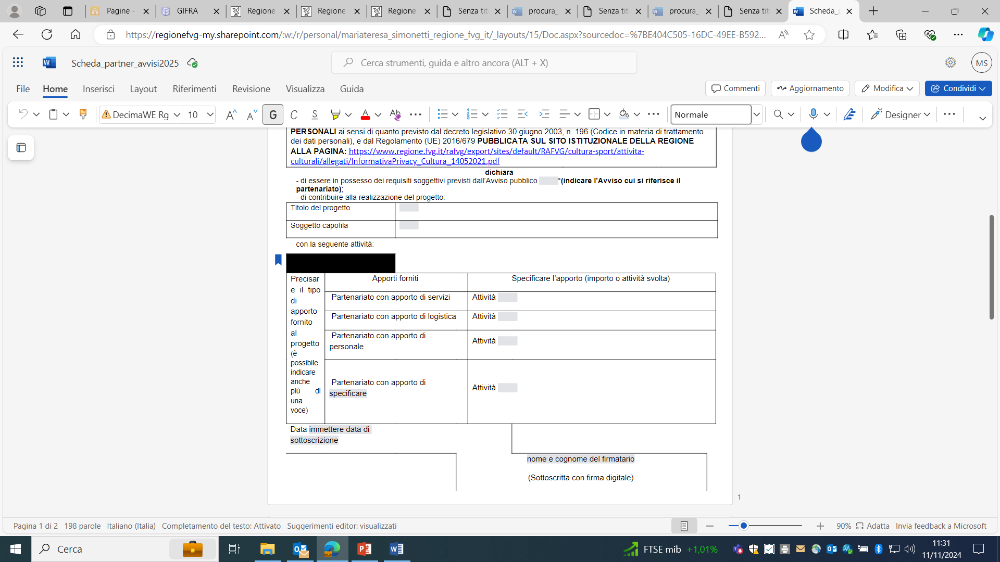 Pagine -
GIFRA
Regione
Regione
Regione
Senza tit
procura_
Senza tit
procura_
Senza tit
Scheda_p
https://regionefvg-my.sharepoint.com/:w:/r/personal/mariateresa_simonetti_regione_fvg_it/_layouts/15/Doc.aspx?sourcedoc=%7BE404C505-16DC-49EE-B592...
Scheda_partner_avvisi2025
Cerca strumenti, guida e altro ancora (ALT + X)
MS
File Home Inserisci Layout Riferimenti Revisione Visualizza Guida
Commenti Aggiornamento Modifica Condividi
DecimaWE Rg 10 G C S A Normale Designer
PERSONALI ai sensi di quanto previsto dal decreto legislativo 30 giugno 2003, n. 196 (Codice in materia di trattamento
dei dati personali), e dal Regolamento (UE) 2016/679 PUBBLICATA SUL SITO ISTITUZIONALE DELLA REGIONE
ALLA PAGINA: https://www.regione.fvg.it/rafvg/export/sites/default/RAFVG/cultura-sport/attivita-
culturali/allegati/InformativaPrivacy_Cultura_14052021.pdf
dichiara
- di essere in possesso dei requisiti soggettivi previsti dall'Avviso pubblico *(indicare l'Avviso cui si riferisce il
partenariato);
- di contribuire alla realizzazione del progetto:
Titolo del progetto
Soggetto capofila
con la seguente attività:
Precisar
e il tipo
di
apporto
fornito
al
progetto
(è
possibile
indicare
anche
più di
una
voce)
Apporti forniti
Specificare l'apporto (importo o attività svolta)
Partenariato con apporto di servizi
Attività
Partenariato con apporto di logistica
Attività
Partenariato con apporto di
personale
Attività
Partenariato con apporto di
specificare
Attività
Data immettere data di
sottoscrizione
nome e cognome del firmatario
(Sottoscritta con firma digitale)
1
Pagina 1 di 2 198 parole Italiano (Italia) Completamento del testo: Attivato Suggerimenti editor: visualizzati
90% Adatta Invia feedback a Microsoft
Cerca
FTSE mib +1,01%
11:31
11/11/2024